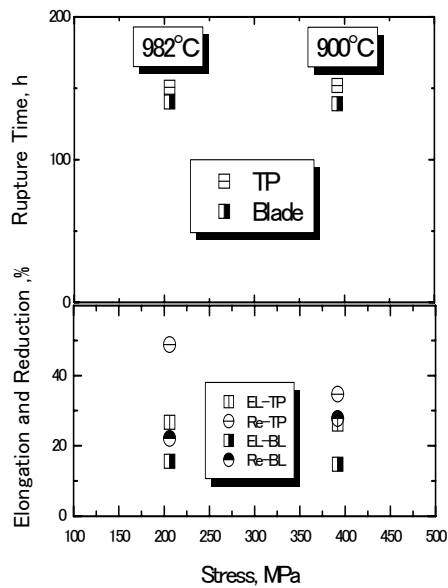 200
982°C
900°C
100
Rupture Time, h
TP
Blade
0
Elongation and Reduction ,%
40
20
0
EL-TP
Re-TP
EL-BL
Re-BL
100 150 200 250 300 350 400 450 500
Stress, MPa